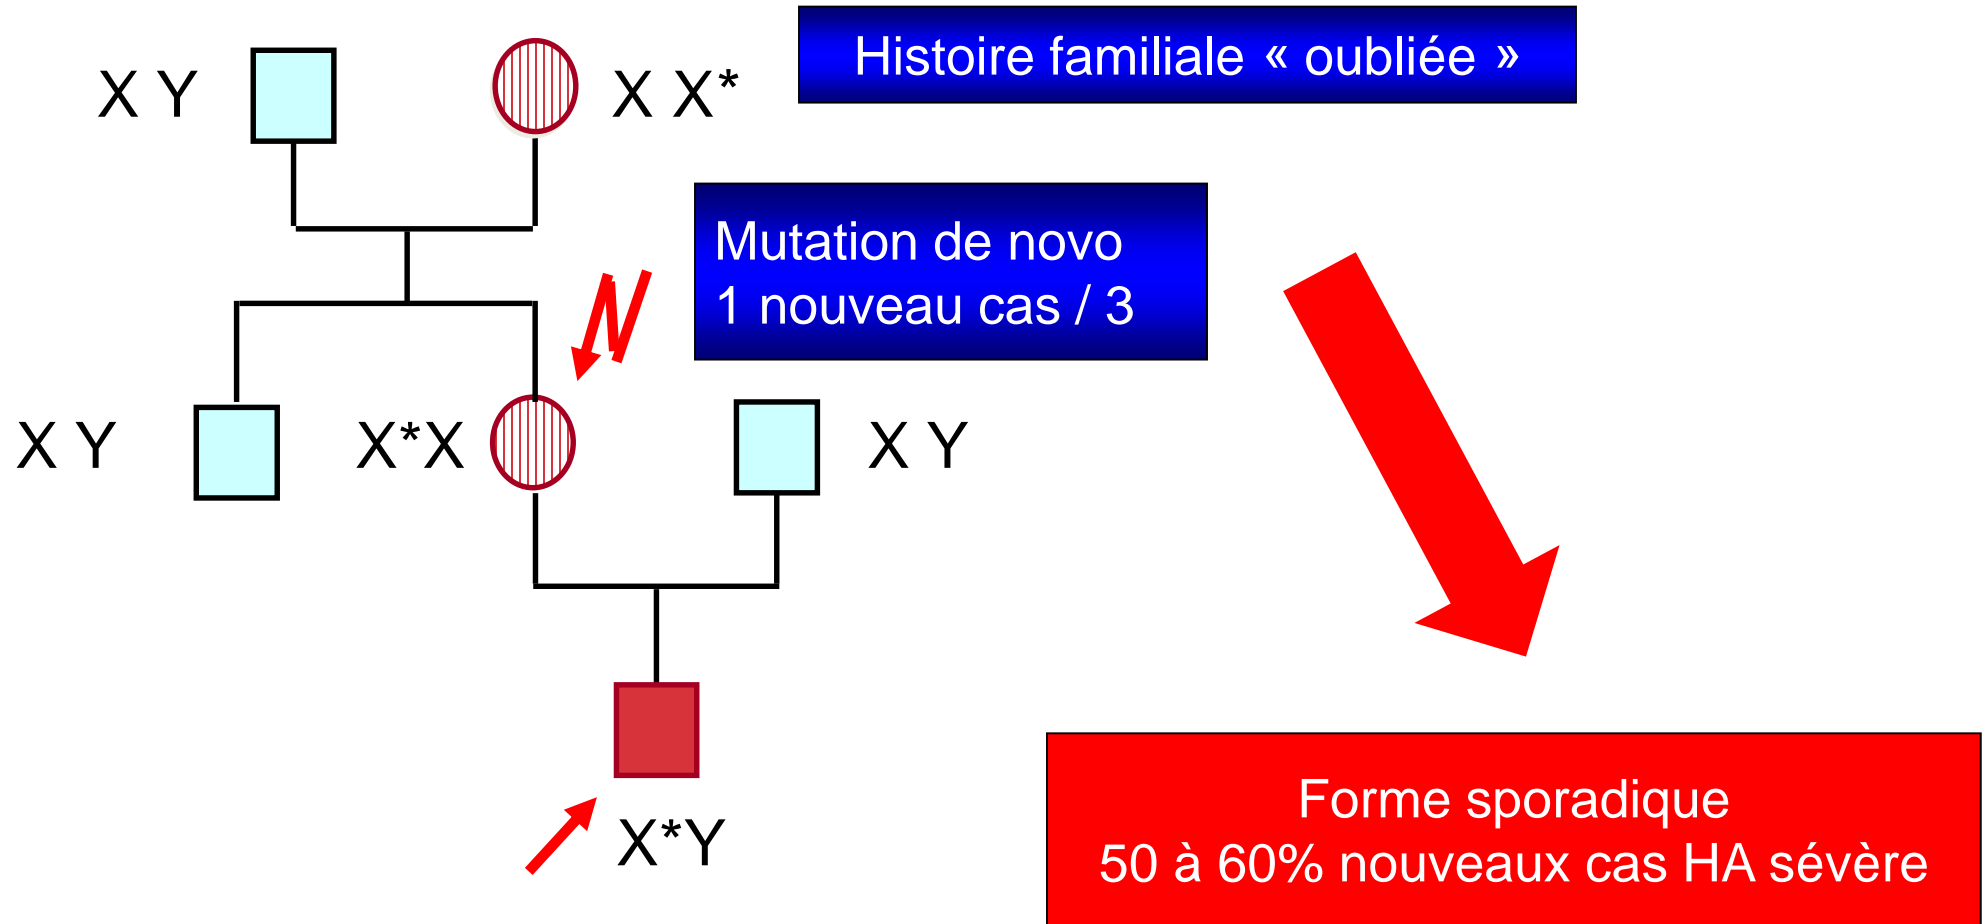 X Y
X X*
Histoire familiale « oubliée »
Mutation de novo
1 nouveau cas / 3
X Y
X*X
X Y
X*Y
Forme sporadique
50 à 60% nouveaux cas HA sévère